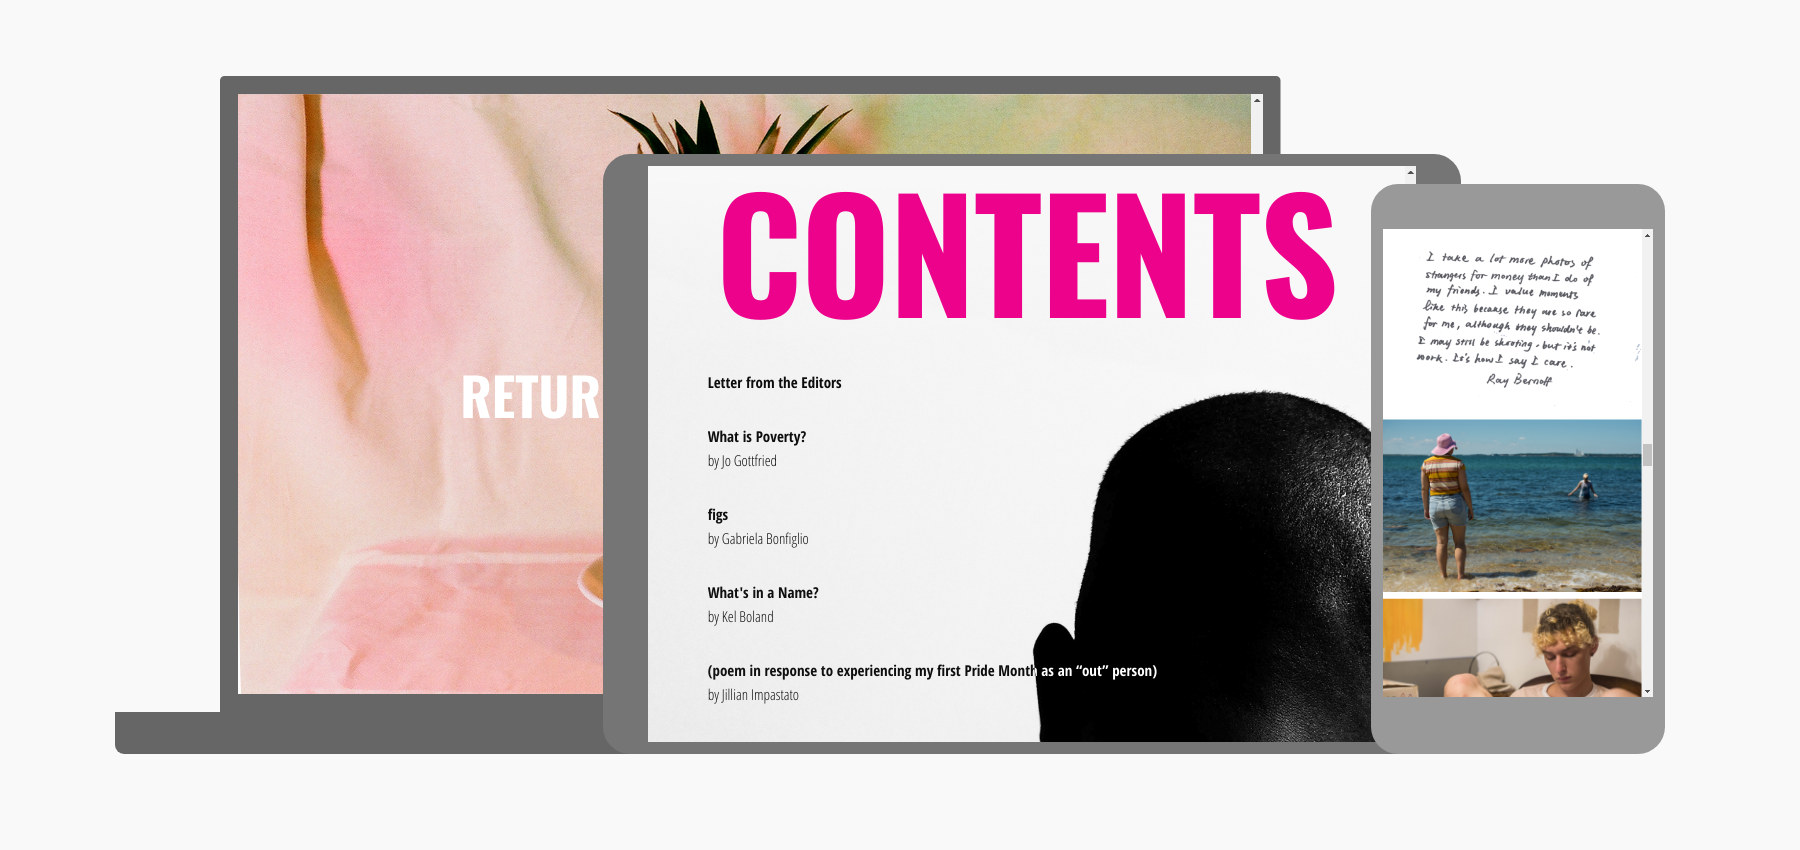 RETUR
CONTENTS
Letter from the Editors
What is Poverty?
by Jo Gottfried
figs
by Gabriela Bonfiglio
What's in a Name?
by Kel Boland
(poem in response to experiencing my first Pride Month as an “out” person)
by Jillian Impastato
I take a lot more photos of
strangers for money than I do of
my friends. I value moments
like this because they are so rare
for me, although they shouldn't be.
I may still be shooting - but it's not
work. It's how I say I care.
Ray Bernoff